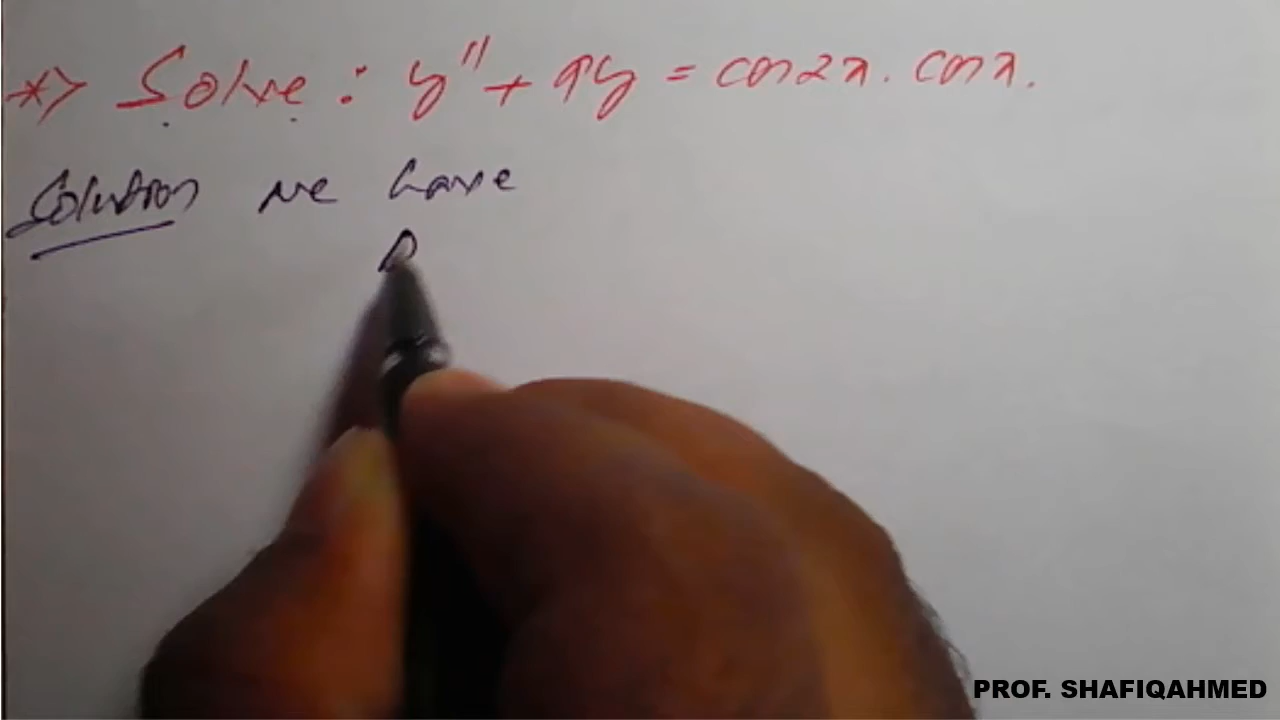 *> Solve : y" + 9y = cos2x . cosx .
Solution we have
PROF. SHAFIQAHMED